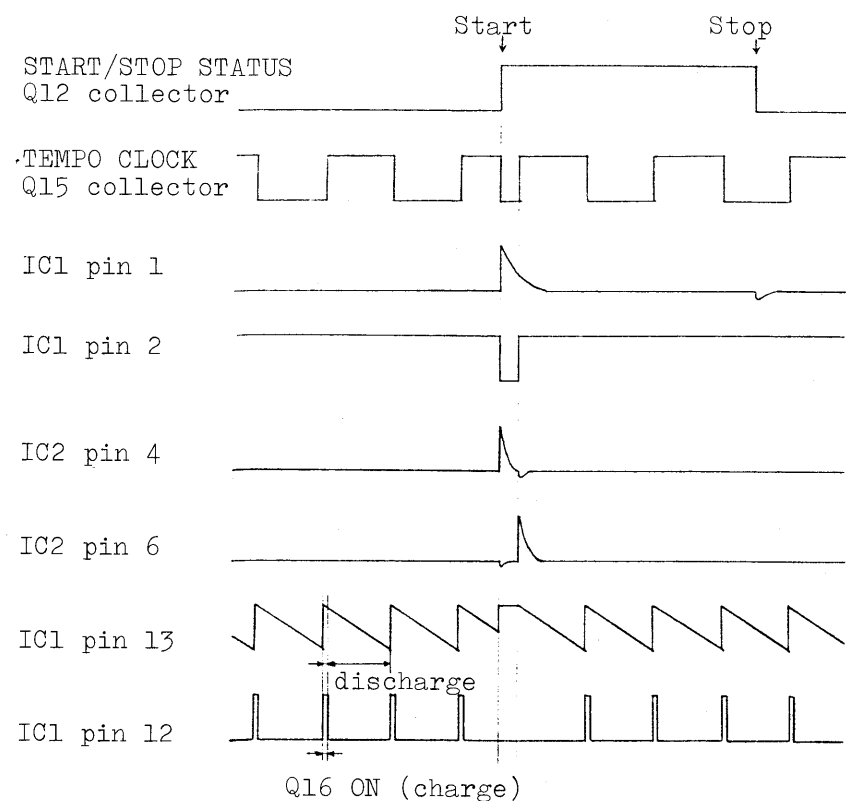 Start Stop
START/STOP STATUS
Q12 collector
TEMPO CLOCK
Q15 collector
IC1 pin 1
IC1 pin 2
IC2 pin 4
IC2 pin 6
IC1 pin 13
discharge
IC1 pin 12
Q16 ON (charge)